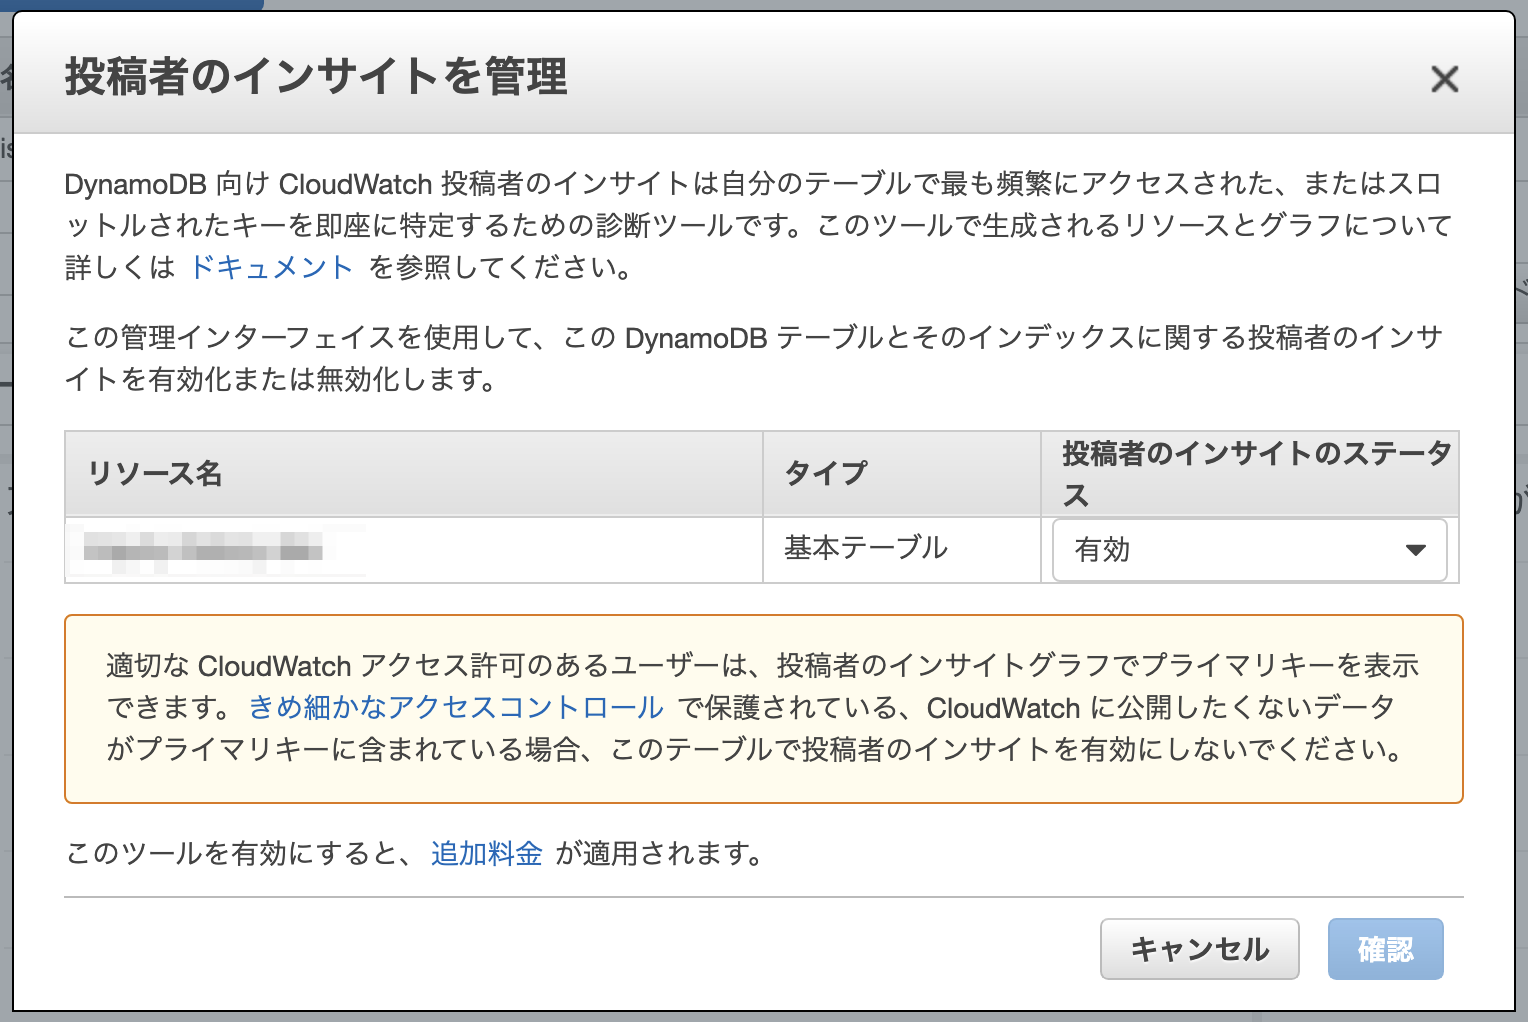 投稿者のインサイトを管理
DynamoDB 向け CloudWatch 投稿者のインサイトは自分のテーブルで最も頻繁にアクセスされた、またはスロ
ットルされたキーを即座に特定するための診断ツールです。このツールで生成されるリソースとグラフについて
詳しくは ドキュメント を参照してください。
この管理インターフェイスを使用して、この DynamoDB テーブルとそのインデックスに関する投稿者のインサ
イトを有効化または無効化します。
リソース名
タイプ
投稿者のインサイトのステータ
ス
基本テーブル
有効
適切な CloudWatch アクセス許可のあるユーザーは、投稿者のインサイトグラフでプライマリキーを表示
できます。 きめ細かなアクセスコントロール で保護されている、CloudWatch に公開したくないデータ
がプライマリキーに含まれている場合、このテーブルで投稿者のインサイトを有効にしないでください。
このツールを有効にすると、 追加料金 が適用されます。
キャンセル
確認